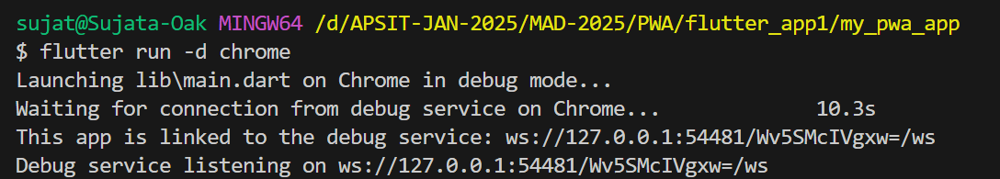 sujat@Sujata-Oak MINGW64 /d/APSIT-JAN-2025/MAD-2025/PWA/flutter_app1/my_pwa_app
$ flutter run -d chrome
Launching lib\main.dart on Chrome in debug mode...
Waiting for connection from debug service on Chrome...             10.3s
This app is linked to the debug service: ws://127.0.0.1:54481/Wv5SMcIVgxw=/ws
Debug service listening on ws://127.0.0.1:54481/Wv5SMcIVgxw=/ws